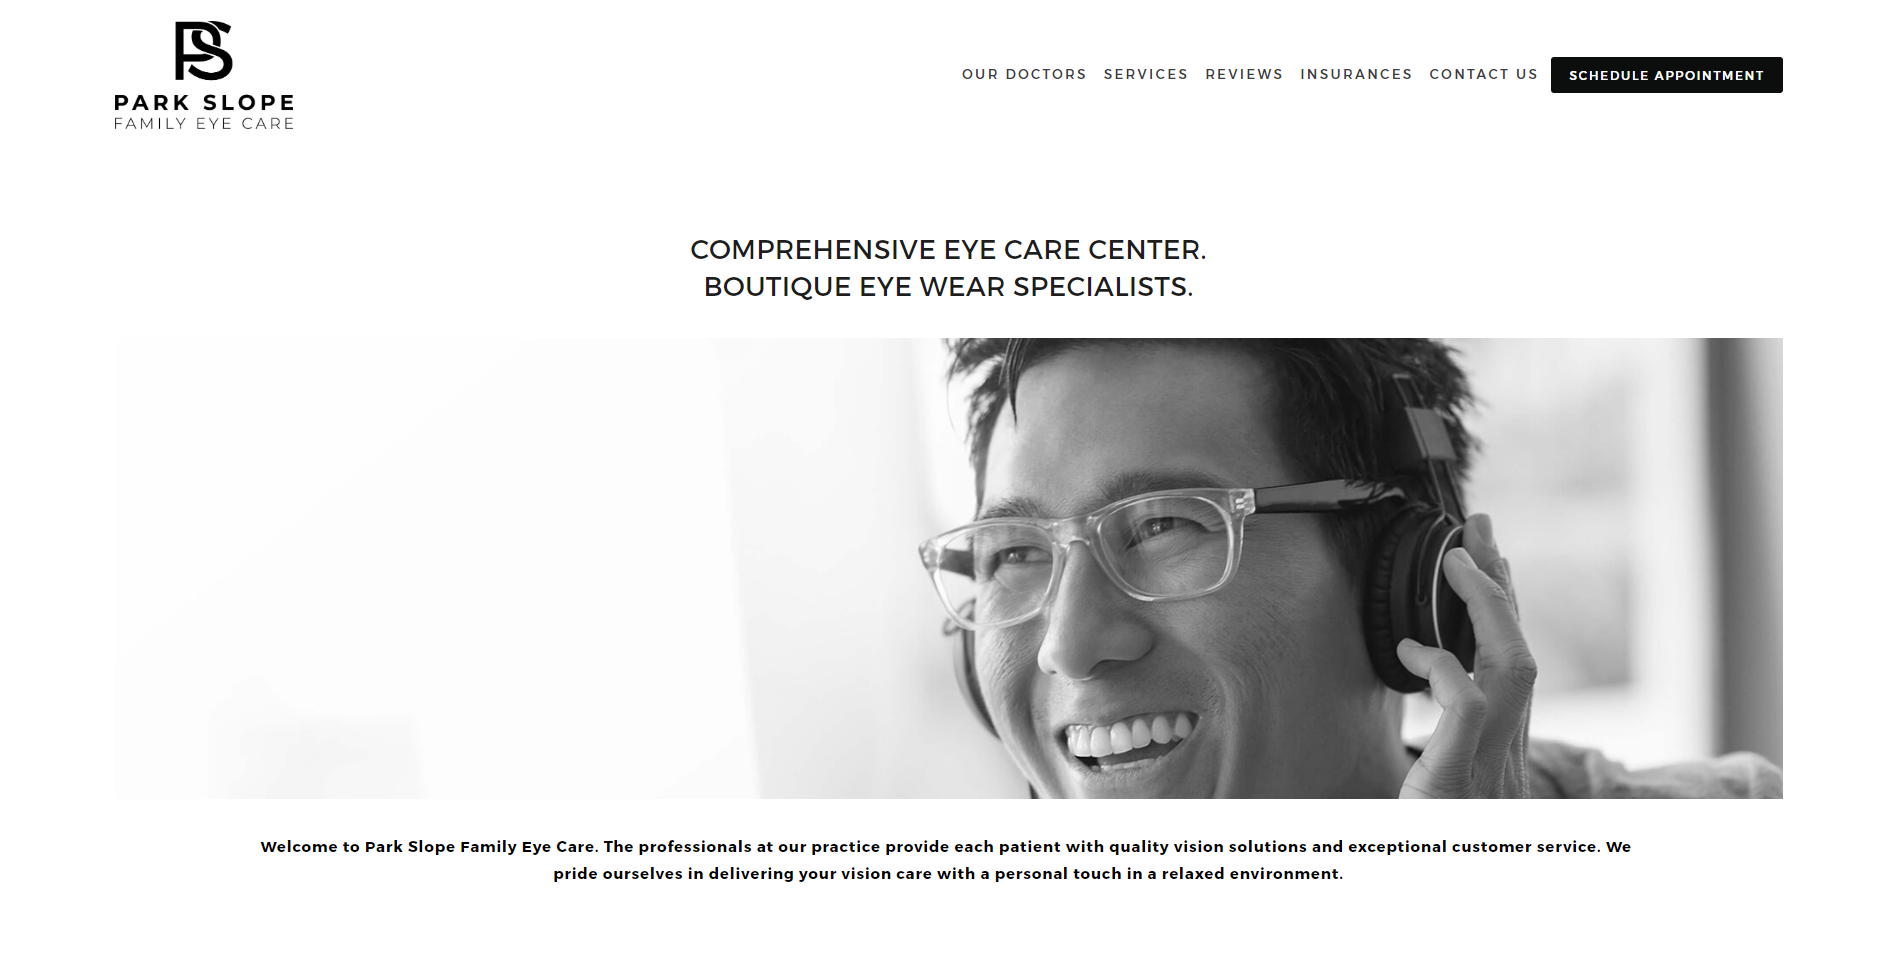 PS
PARK SLOPE
FAMILY EYE CARE
OUR DOCTORS SERVICES REVIEWS INSURANCES CONTACT US SCHEDULE APPOINTMENT
COMPREHENSIVE EYE CARE CENTER.
BOUTIQUE EYE WEAR SPECIALISTS.
Welcome to Park Slope Family Eye Care. The professionals at our practice provide each patient with quality vision solutions and exceptional customer service. We
pride ourselves in delivering your vision care with a personal touch in a relaxed environment.